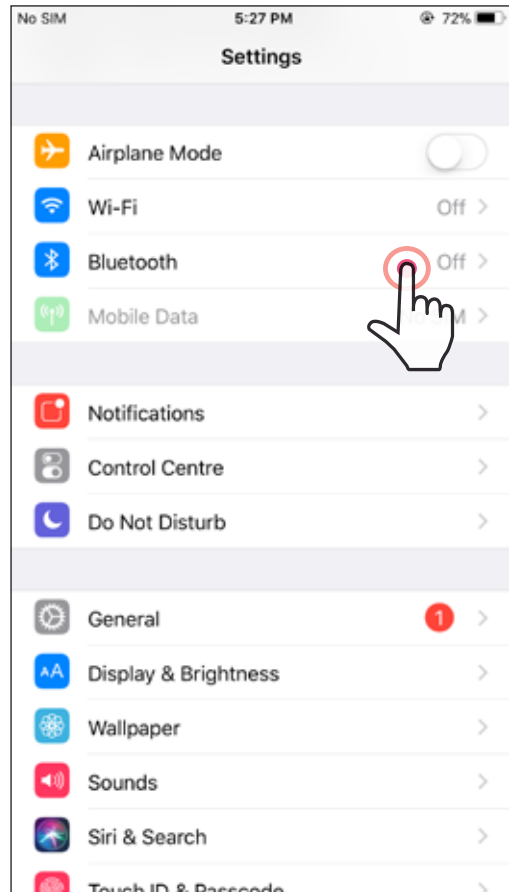 No SIM 5:27 PM 72%
Settings
Airplane Mode
Wi-Fi Off
Bluetooth Off
Mobile Data
Notifications
Control Centre
Do Not Disturb
General 1
AA Display & Brightness
Wallpaper
Sounds
Siri & Search
Touch ID & Passcode